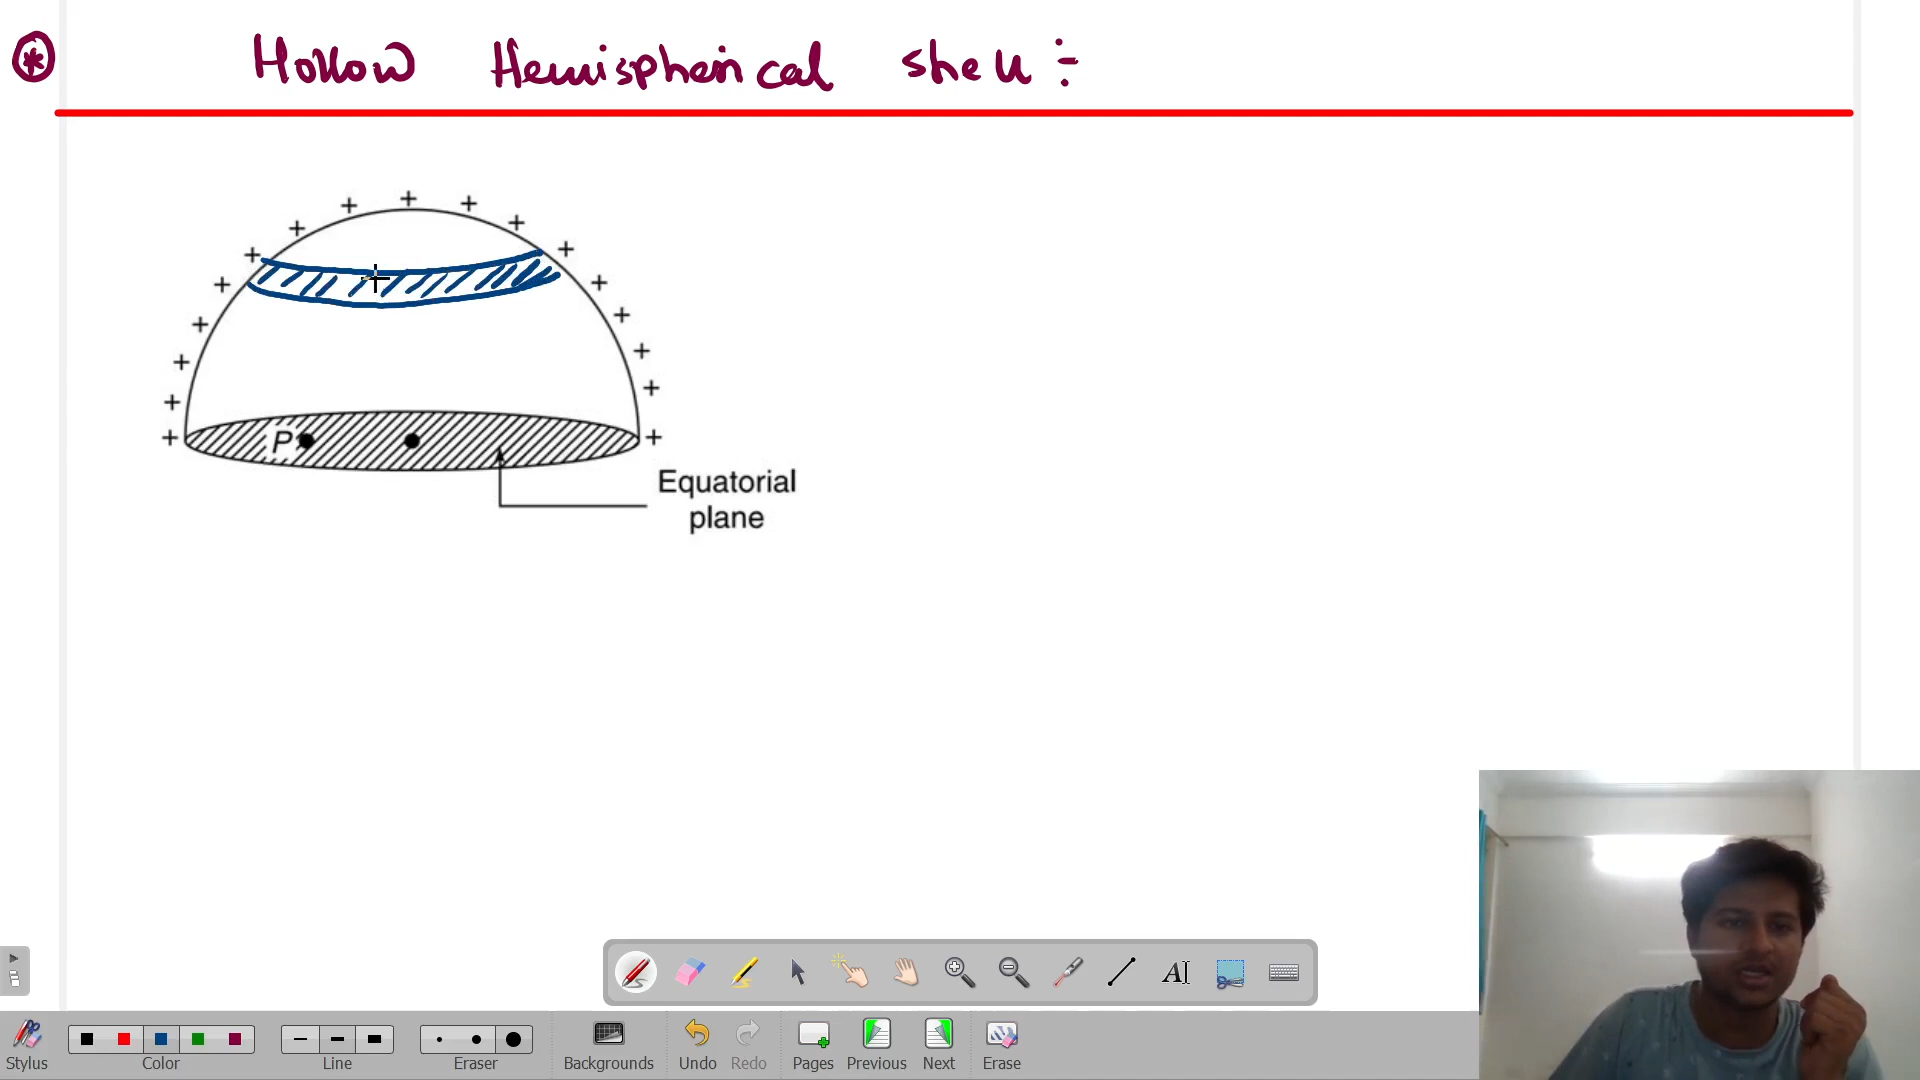 Hollow Hemispherical shell :-
P
Equatorial
plane
Stylus
Color
Line
Eraser
Backgrounds
Undo
Redo
Pages
Previous
Next
Erase